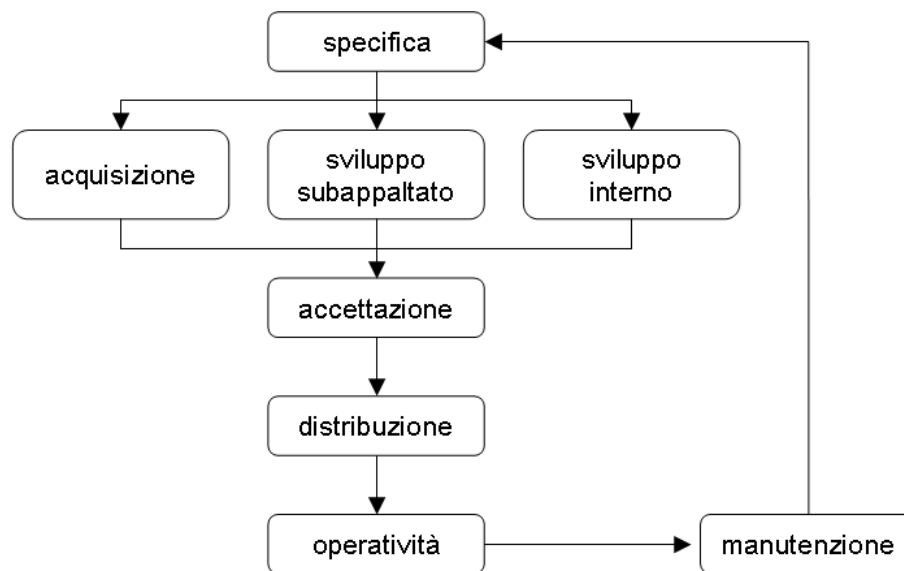 specifica
acquisizione
sviluppo
subappaltato
sviluppo
interno
accettazione
distribuzione
operatività
manutenzione